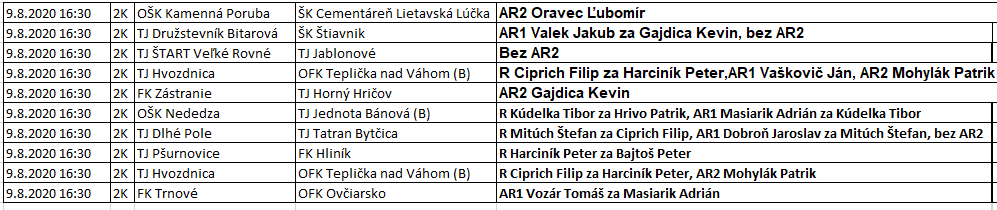 9.8.2020 16:30 2K OŠK Kamenná Poruba ŠK Cementáreň Lietavská Lúčka AR2 Oravec Ľubomír
9.8.2020 16:30 2K TJ Družstevník Bitarová ŠK Štiavnik AR1 Valek Jakub za Gajdica Kevin, bez AR2
9.8.2020 16:30 2K TJ ŠTART Veľké Rovné TJ Jablonové Bez AR2
9.8.2020 16:30 2K TJ Hvozdnica OFK Teplička nad Váhom (B) R Ciprich Filip za Harciník Peter,AR1 Vaškovič Ján, AR2 Mohylák Patrik
9.8.2020 16:30 2K FK Zástranie TJ Horný Hričov AR2 Gajdica Kevin
9.8.2020 16:30 2K OŠK Nededza TJ Jednota Bánová (B) R Kúdelka Tibor za Hrivo Patrik, AR1 Masiarik Adrián za Kúdelka Tibor
9.8.2020 16:30 2K TJ Dlhé Pole TJ Tatran Bytčica R Mitúch Štefan za Ciprich Filip, AR1 Dobroň Jaroslav za Mitúch Štefan, bez AR2
9.8.2020 16:30 2K TJ Pšurnovice FK Hliník R Harciník Peter za Bajtoš Peter
9.8.2020 16:30 2K TJ Hvozdnica OFK Teplička nad Váhom (B) R Ciprich Filip za Harciník Peter, AR2 Mohylák Patrik
9.8.2020 16:30 2K FK Trnové OFK Ovčiarsko AR1 Vozár Tomáš za Masiarik Adrián